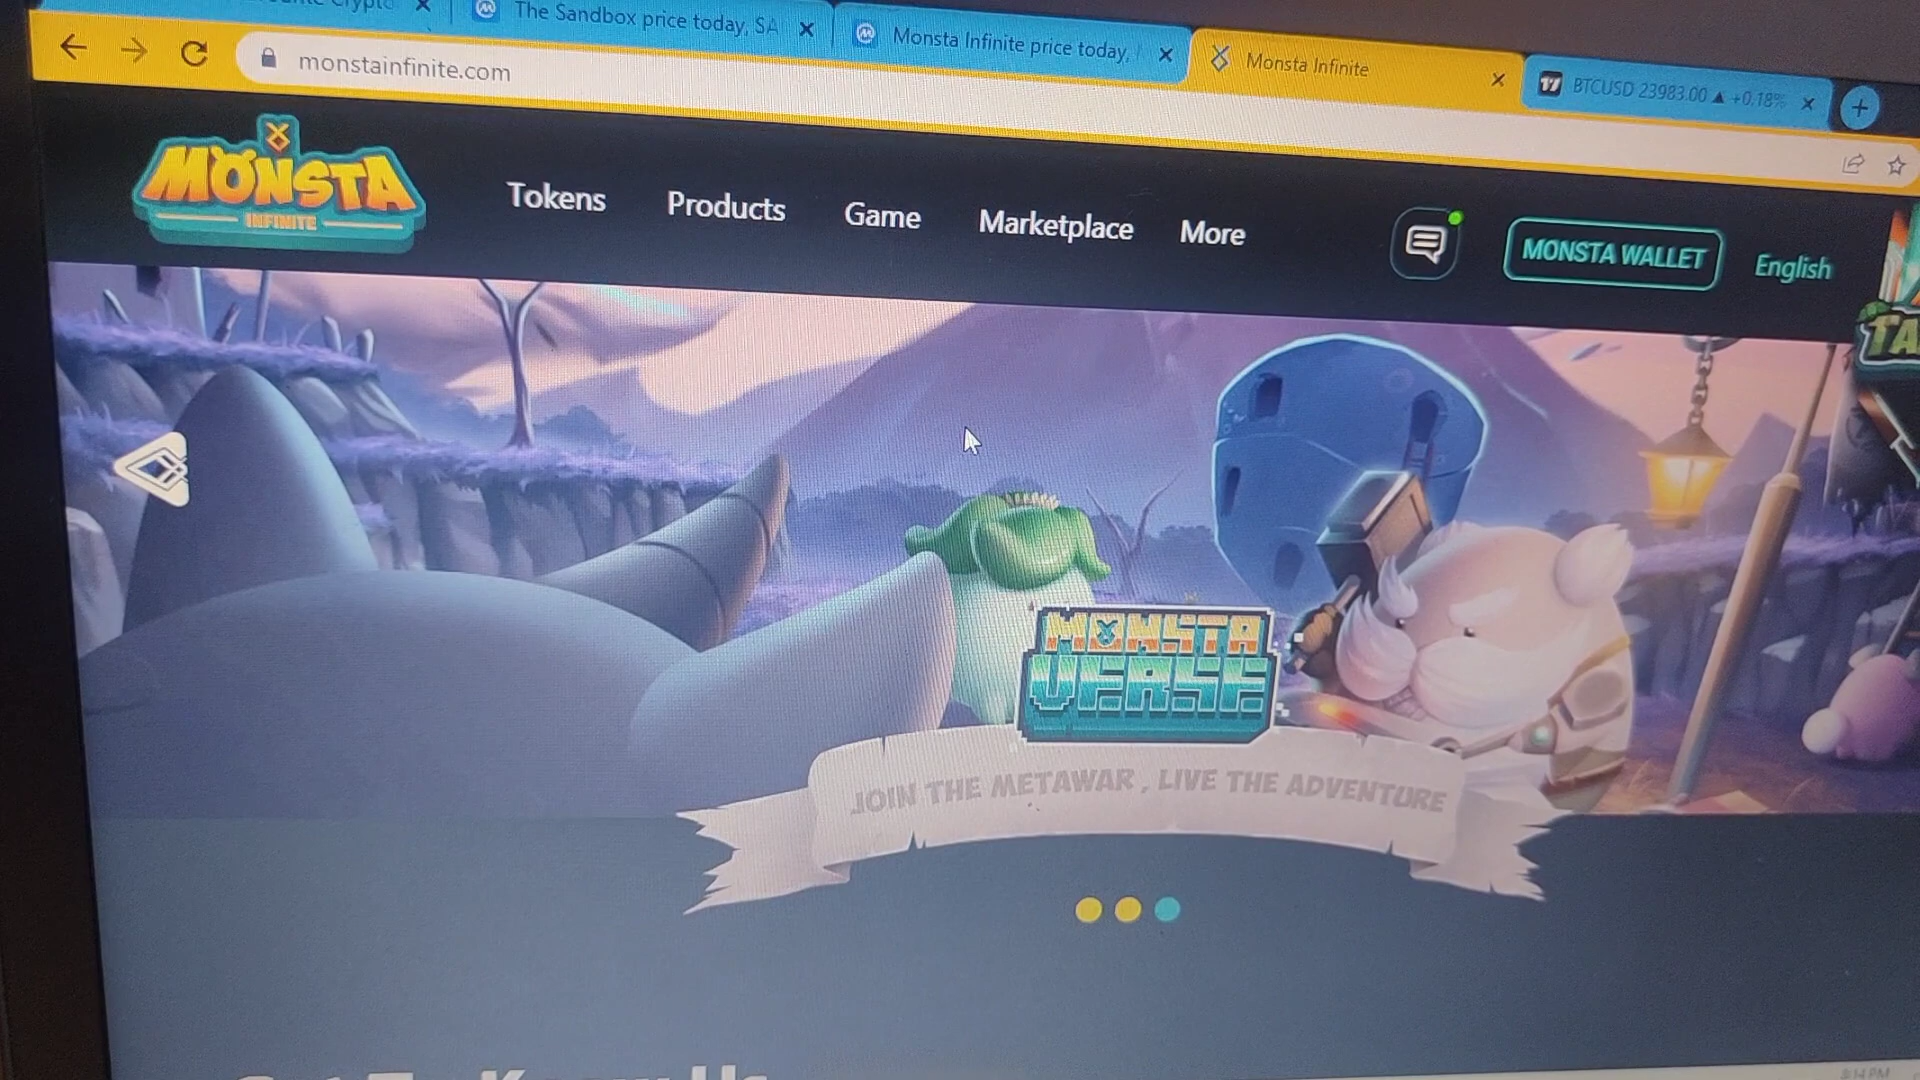 The Sandbox price today, SA
Monsta Infinite price today,
Monsta Infinite
BTCUSD 23983.00 ▲ +0.18%
monstainfinite.com
MONSTA
INFINITE
Tokens
Products
Game
Marketplace
More
MONSTA WALLET
English
TA
MONSTA
VERSE
JOIN THE METAWAR, LIVE THE ADVENTURE